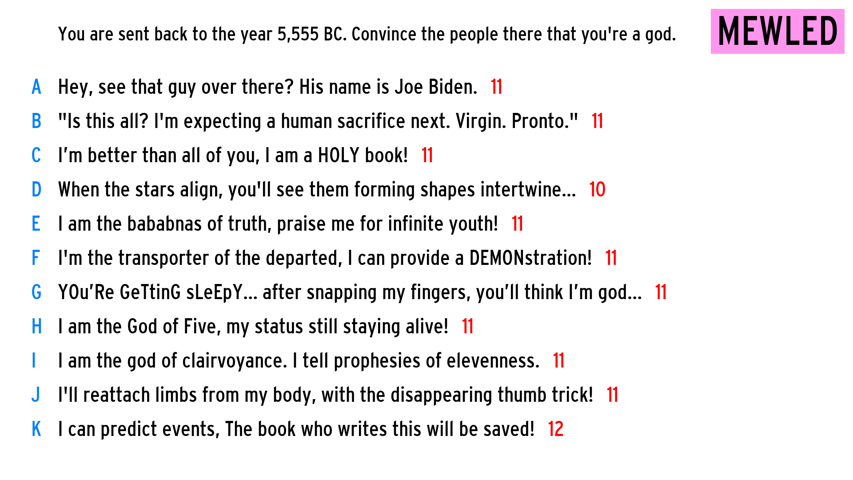 You are sent back to the year 5,555 BC. Convince the people there that you're a god.
MEWLED
A Hey, see that guy over there? His name is Joe Biden. 11
B "Is this all? I'm expecting a human sacrifice next. Virgin. Pronto." 11
C I’m better than all of you, I am a HOLY book! 11
D When the stars align, you'll see them forming shapes intertwine... 10
E I am the bababnas of truth, praise me for infinite youth! 11
F I'm the transporter of the departed, I can provide a DEMONstration! 11
G YOu’Re GeTtinG sLeEpY... after snapping my fingers, you’ll think I’m god... 11
H I am the God of Five, my status still staying alive! 11
I I am the god of clairvoyance. I tell prophesies of elevenness. 11
J I'll reattach limbs from my body, with the disappearing thumb trick! 11
K I can predict events, The book who writes this will be saved! 12